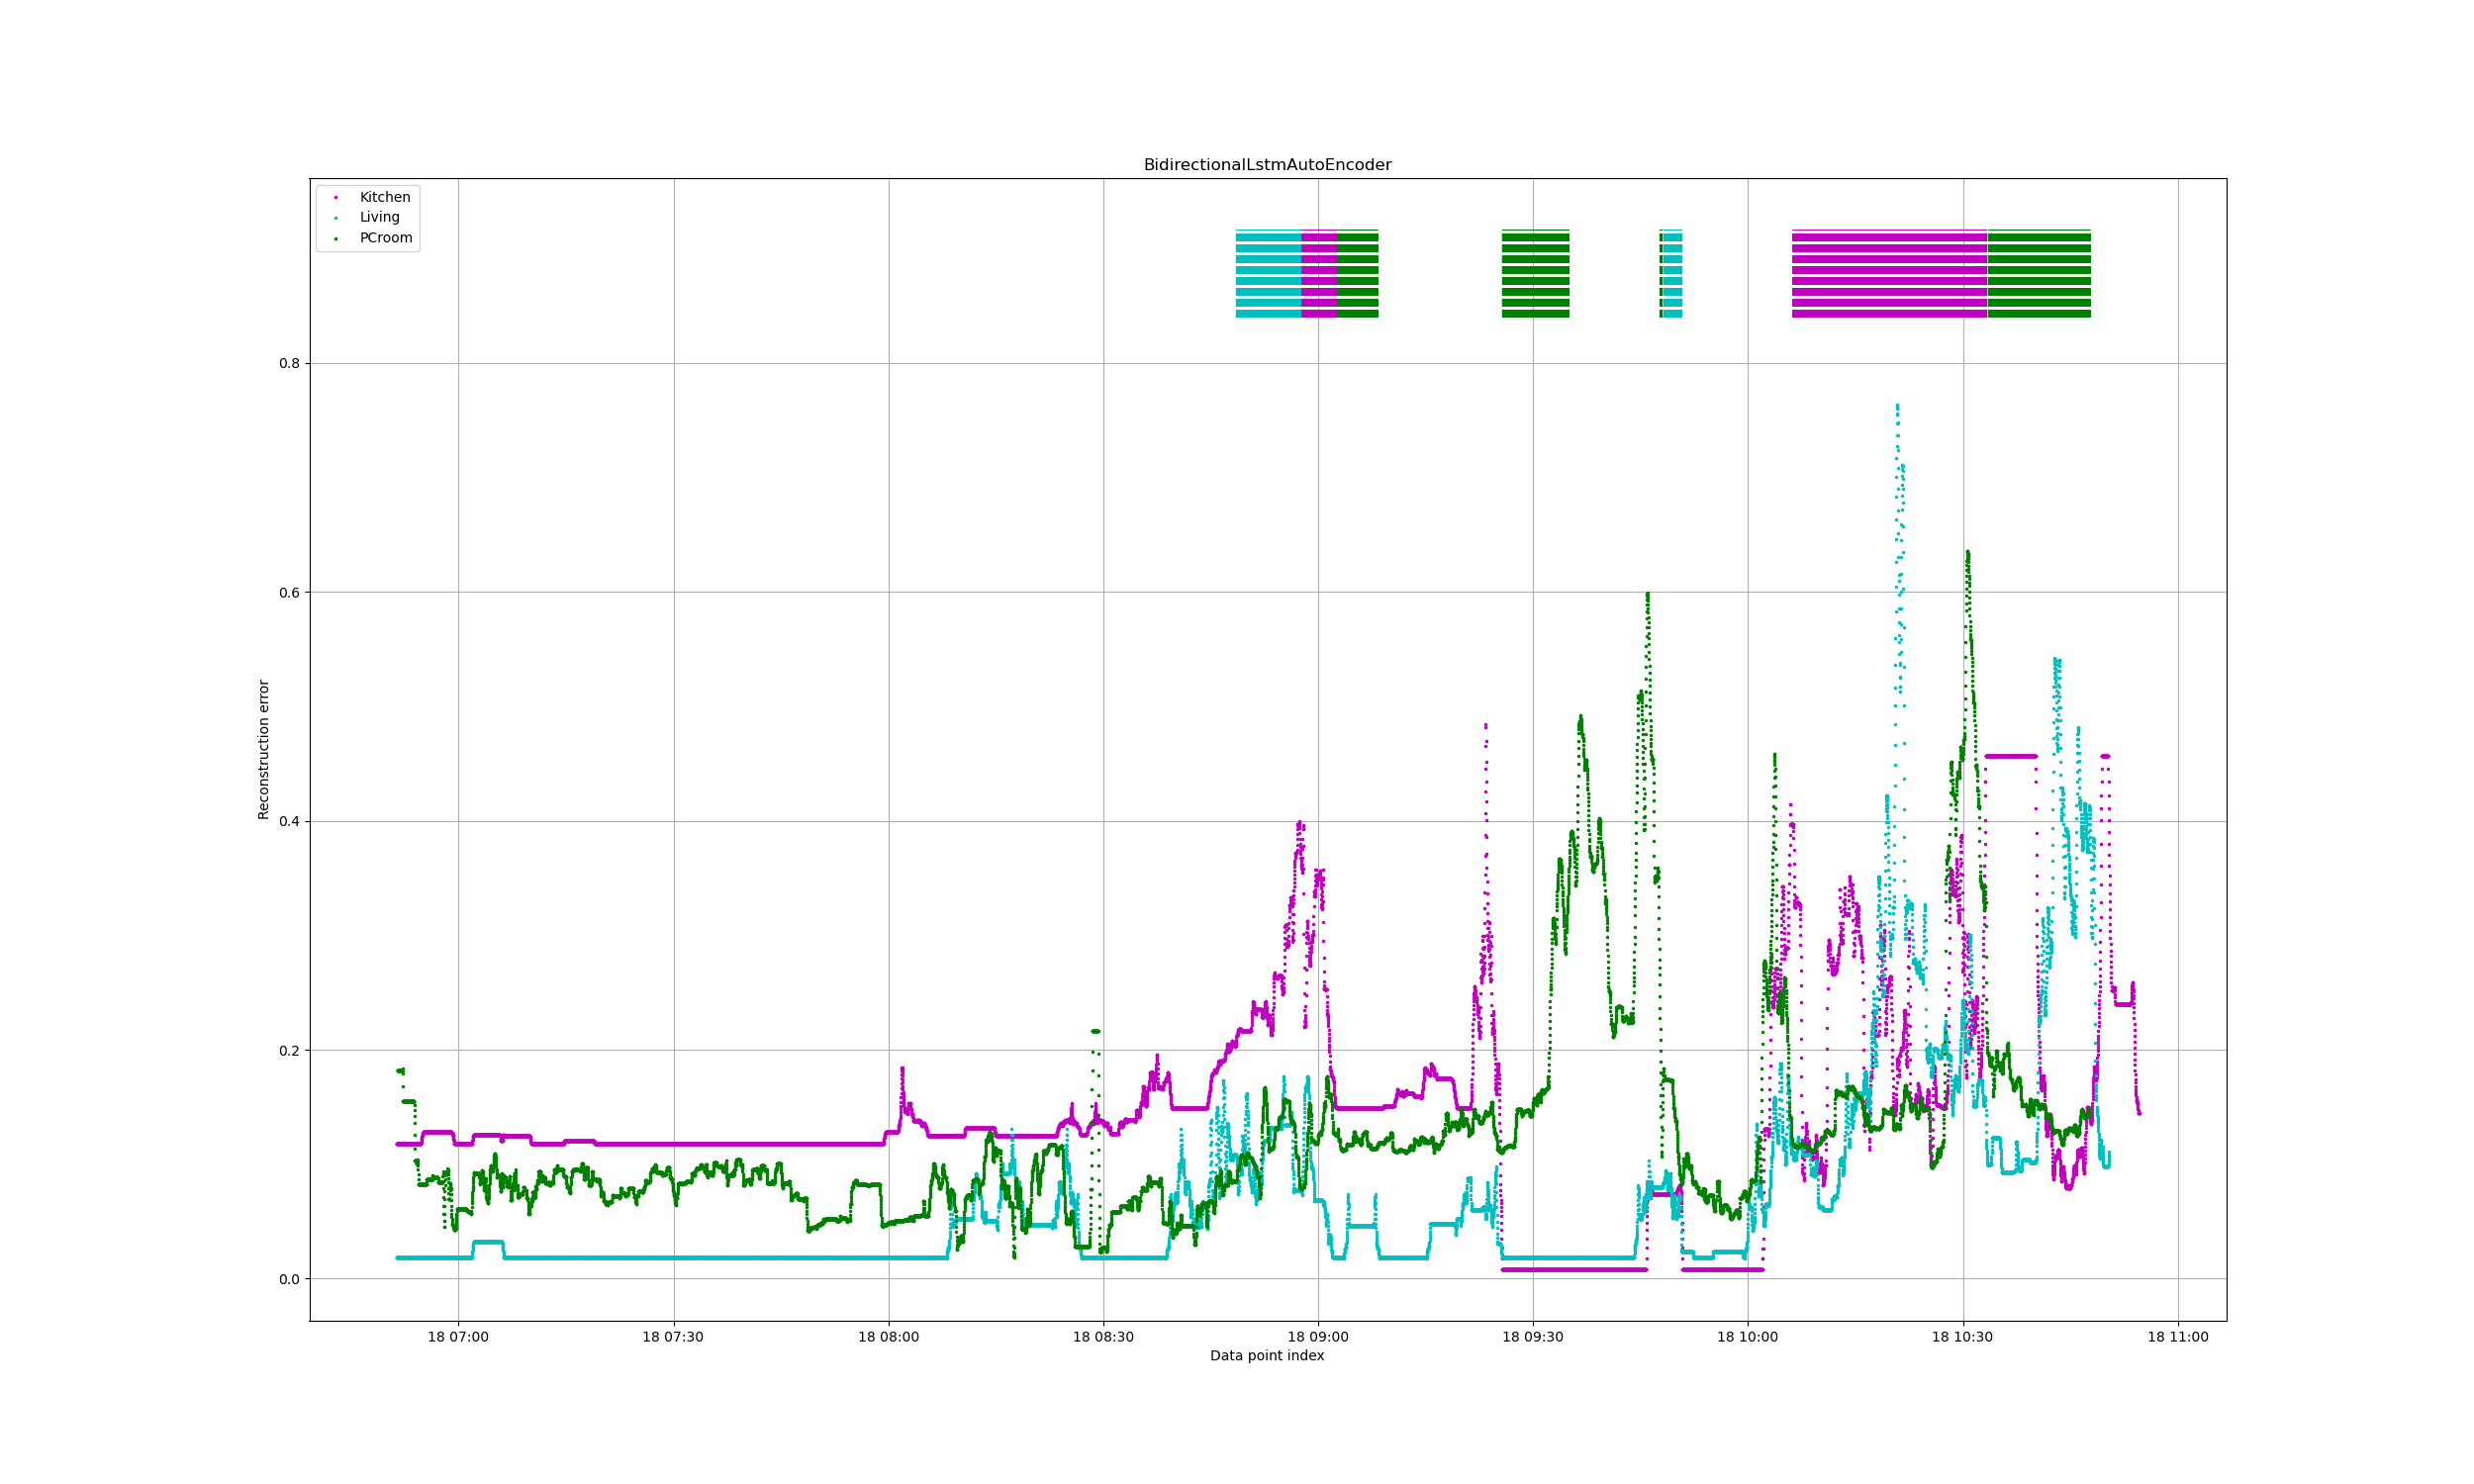 BidirectionalLstmAutoEncoder
Kitchen
Living
PCroom
0.8
0.6
0.4
0.2
0.0
Reconstruction error
18 07:00 18 07:30 18 08:00 18 08:30 18 09:00 18 09:30 18 10:00 18 10:30 18 11:00
Data point index